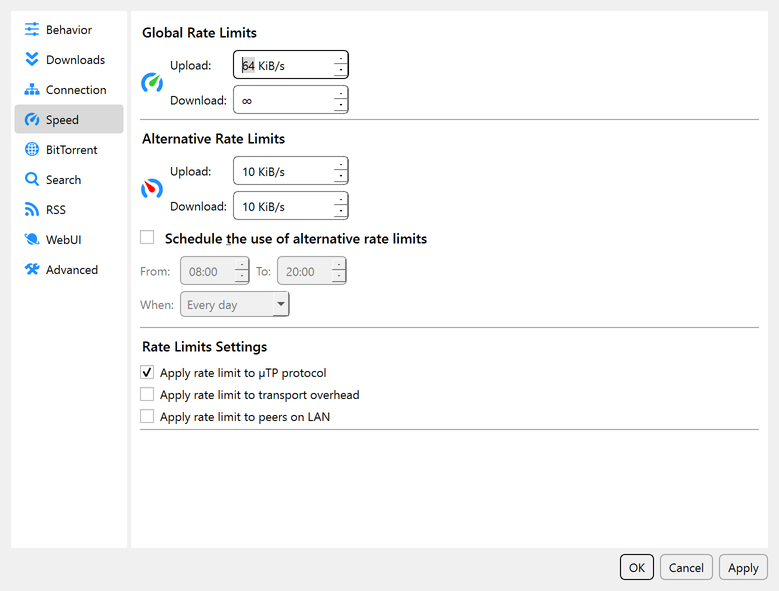 Behavior
Downloads
Connection
Speed
BitTorrent
Search
RSS
WebUI
Advanced
Global Rate Limits
Upload: 64 KiB/s
Download: ∞
Alternative Rate Limits
Upload: 10 KiB/s
Download: 10 KiB/s
Schedule the use of alternative rate limits
From: 08:00 To: 20:00
When: Every day
Rate Limits Settings
Apply rate limit to µTP protocol
Apply rate limit to transport overhead
Apply rate limit to peers on LAN
OK Cancel Apply